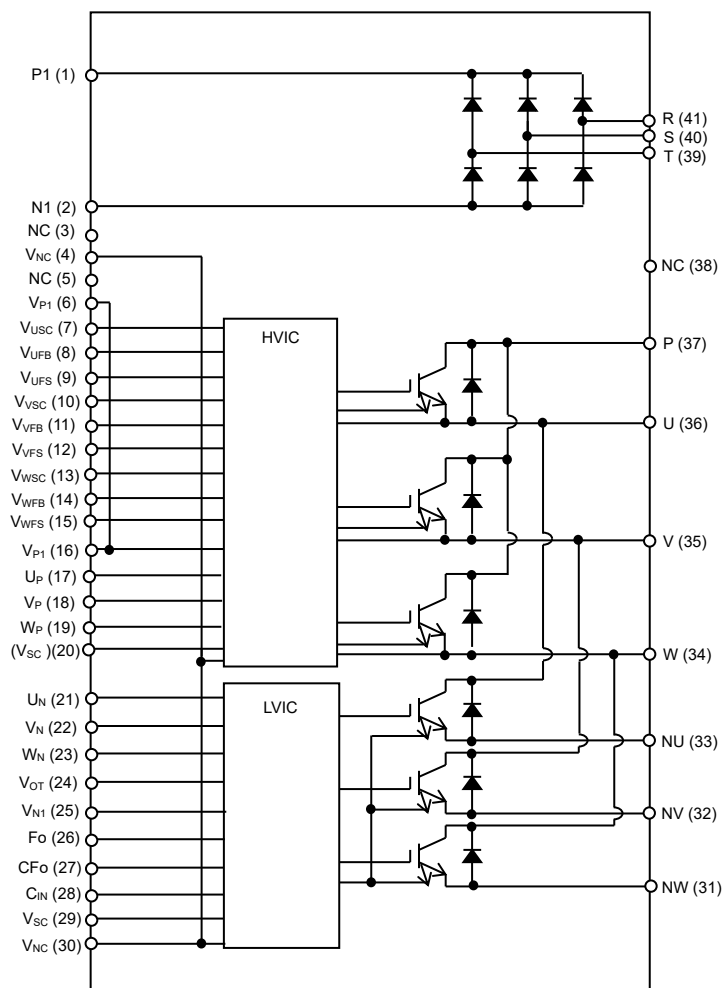 P1 (1)
N1 (2)
NC (3)
VNC (4)
NC (5)
VP1 (6)
VUSC (7)
VUFB (8)
VUFS (9)
VVSC (10)
VVFB (11)
VVFS (12)
VWSC (13)
VWFB (14)
VWFS (15)
VP1 (16)
UP (17)
VP (18)
WP (19)
(VSC )(20)
UN (21)
VN (22)
WN (23)
VOT (24)
VN1 (25)
Fo (26)
CFo (27)
CIN (28)
VSC (29)
VNC (30)
HVIC
LVIC
R (41)
S (40)
T (39)
NC (38)
P (37)
U (36)
V (35)
W (34)
NU (33)
NV (32)
NW (31)